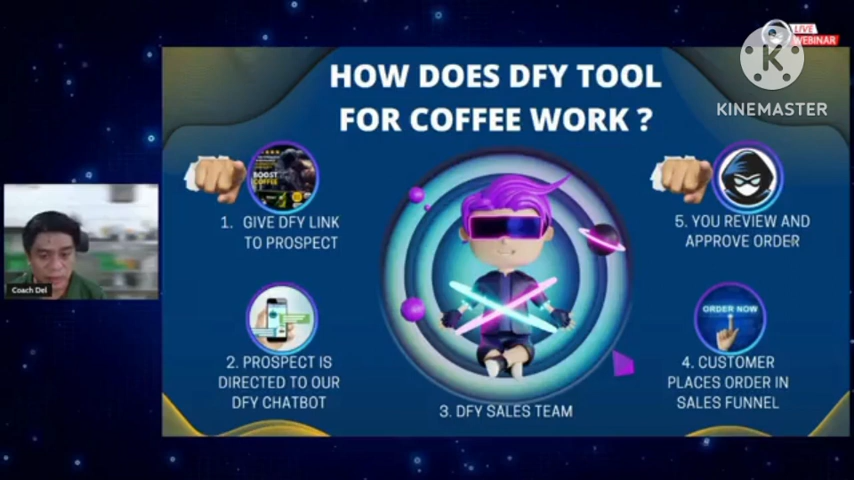 LIVE
WEBINAR
KINEMASTER
HOW DOES DFY TOOL
FOR COFFEE WORK ?
BOOST
COFFEE
1. GIVE DFY LINK
TO PROSPECT
2. PROSPECT IS
DIRECTED TO OUR
DFY CHATBOT
3. DFY SALES TEAM
ORDER NOW
4. CUSTOMER
PLACES ORDER IN
SALES FUNNEL
5. YOU REVIEW AND
APPROVE ORDER
Coach Del